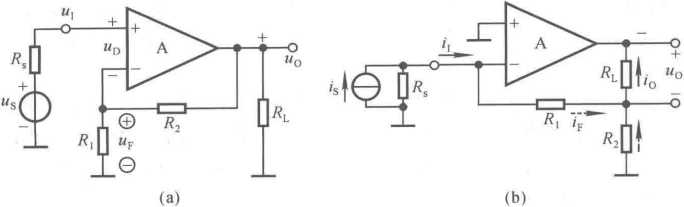 u_I + + A + u_O
R_s u_D
+ u_S − − R_2 R_L
R_1 ⊕ u_F ⊖
(a)
+ A − +
i_I − R_L i_O u_O
i_S R_s −
R_1 i_F R_2
(b)